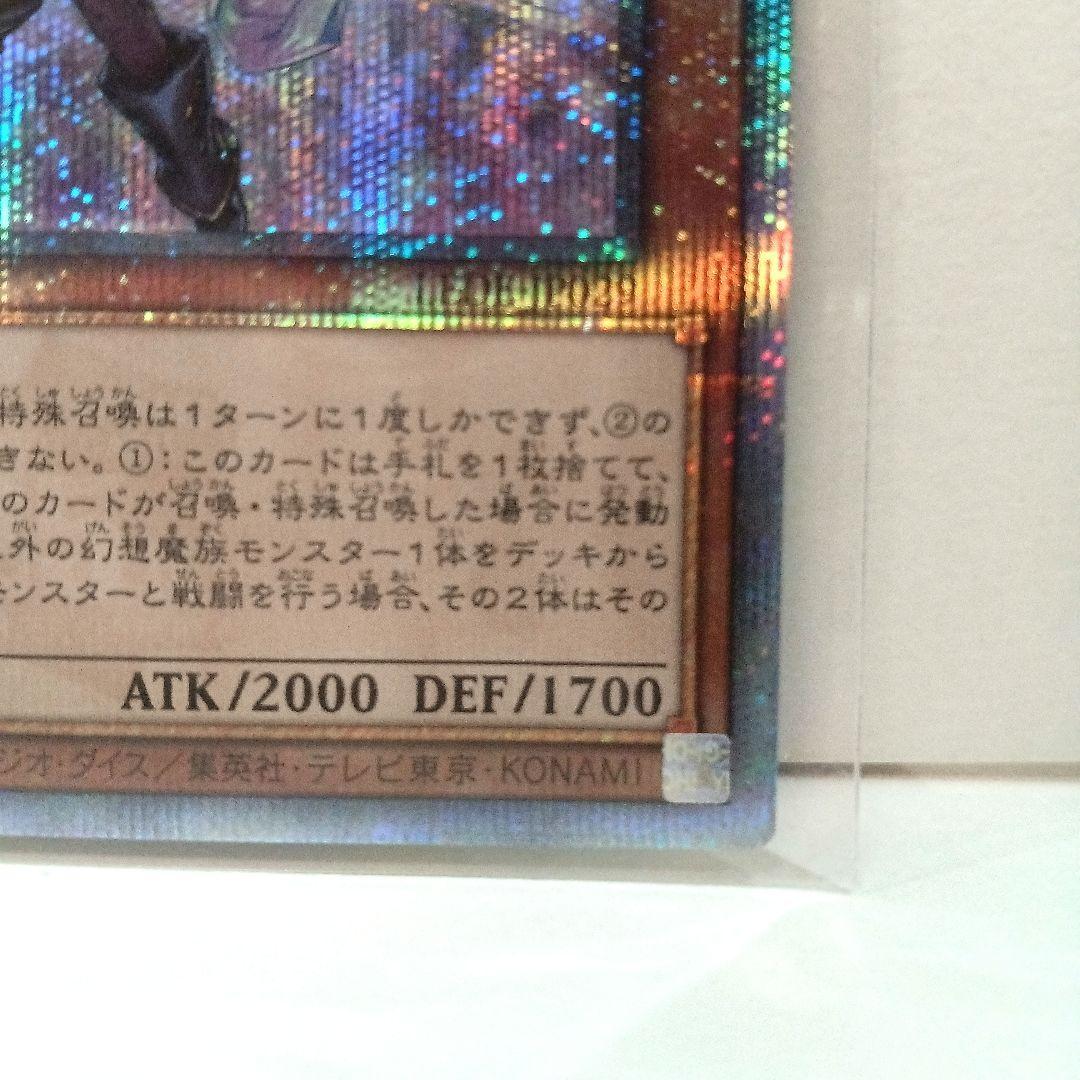 特殊召喚は1ターンに1度しかできず、②の
きない。①:このカードは手札を1枚捨てて、
のカードが召喚・特殊召喚した場合に発動
外の幻想魔族モンスター1体をデッキから
モンスターと戦闘を行う場合、その2体はその
ATK/2000 DEF/1700
ジオ・ダイス/集英社・テレビ東京・KONAMI